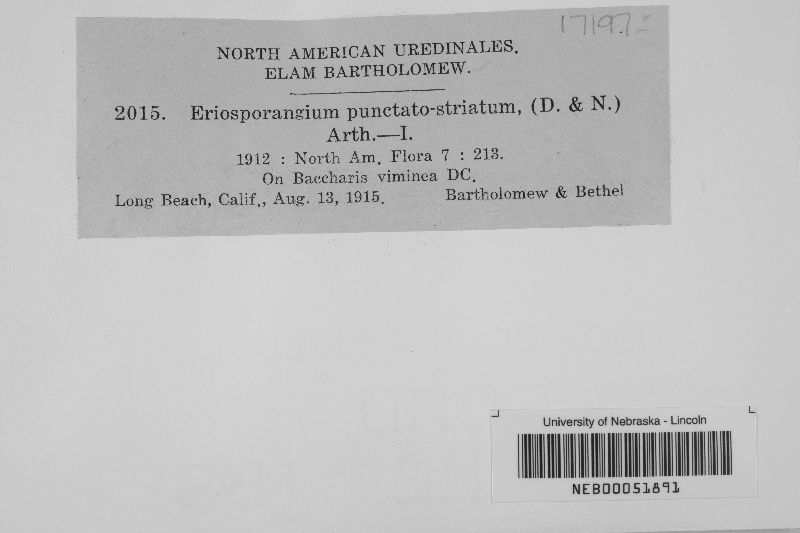 17197.-
NORTH AMERICAN UREDINALES.
ELAM BARTHOLOMEW.
2015. Eriosporangium punctato-striatum, (D. & N.)
Arth.—I.
1912 : North Am. Flora 7 : 213.
On Baccharis viminea DC.
Long Beach, Calif., Aug. 13, 1915. Bartholomew & Bethel
University of Nebraska - Lincoln
NEB00051891